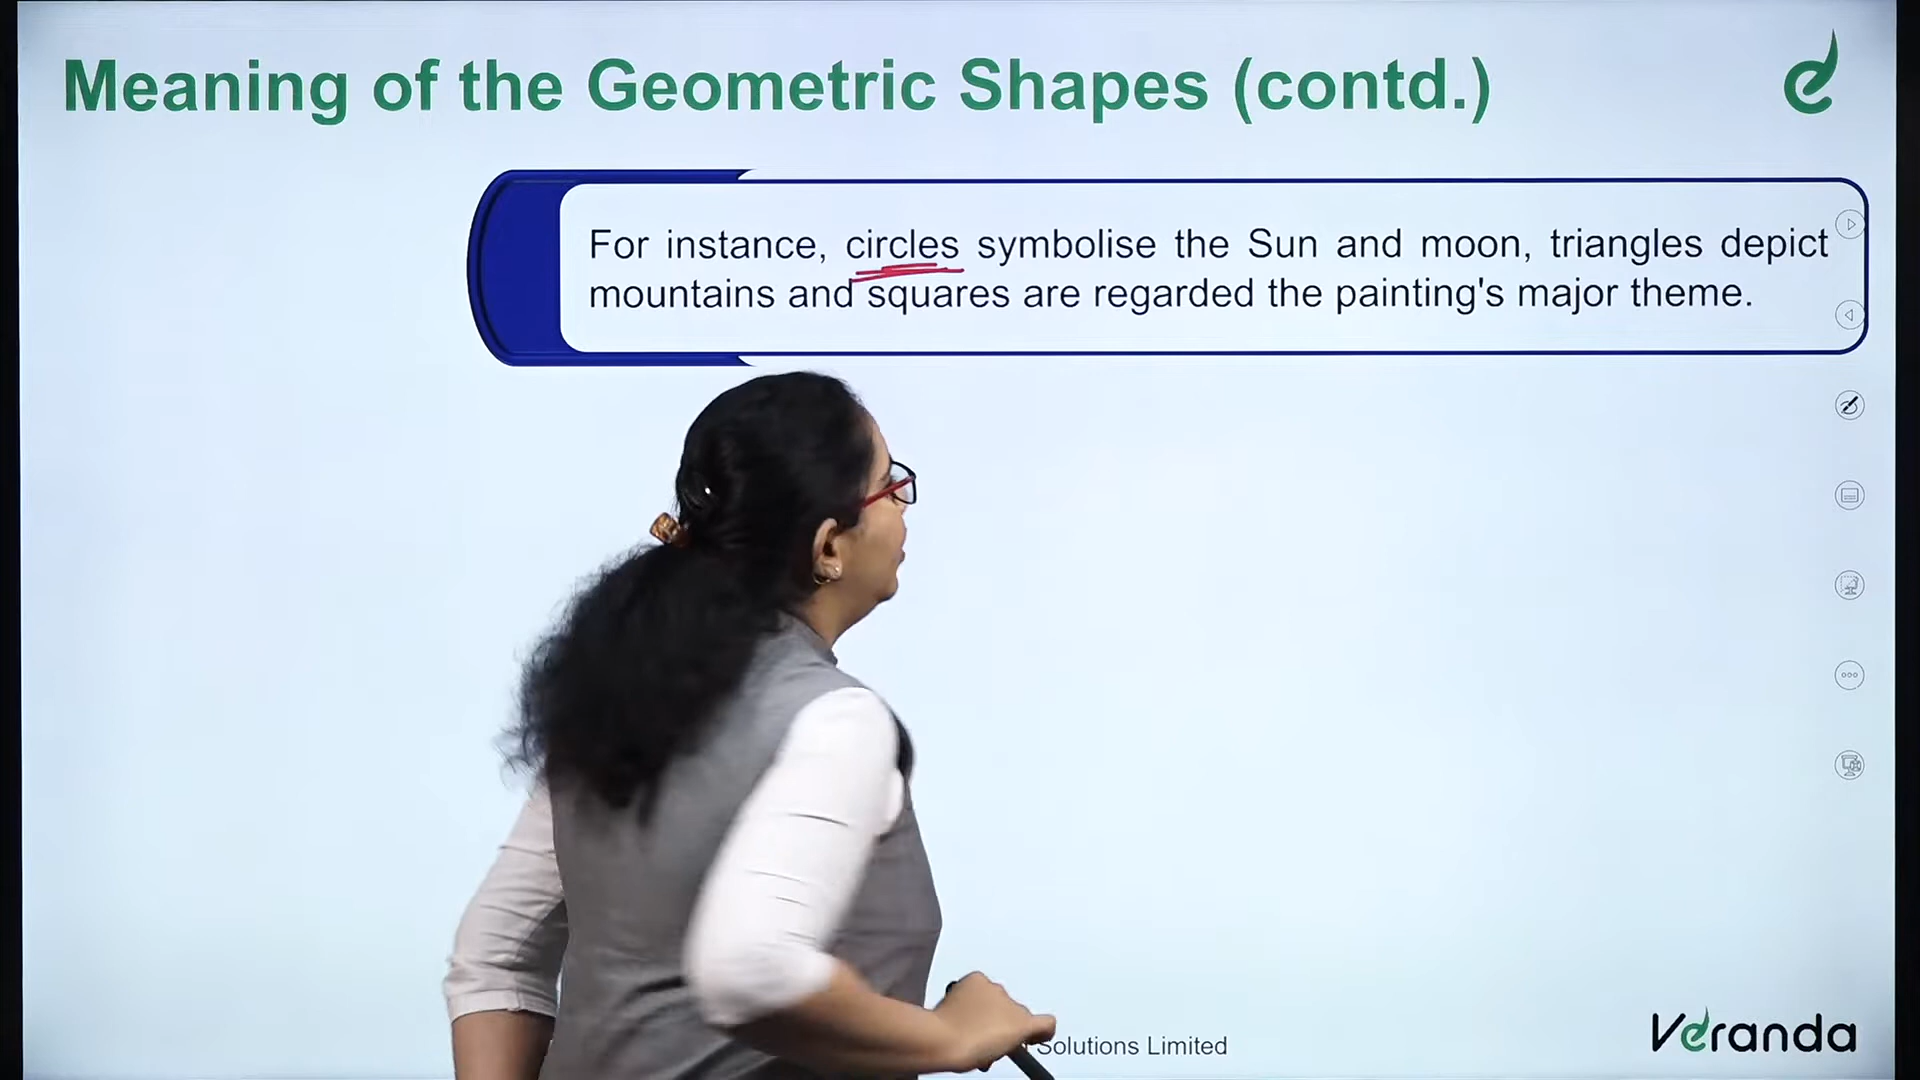 Meaning of the Geometric Shapes (contd.)
For instance, circles symbolise the Sun and moon, triangles depict
mountains and squares are regarded the painting's major theme.
Solutions Limited
Veranda